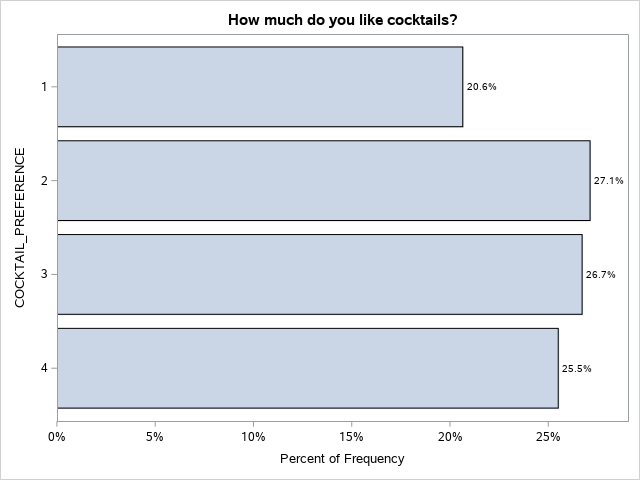 How much do you like cocktails?
COCKTAIL_PREFERENCE
1
20.6%
2
27.1%
3
26.7%
4
25.5%
0% 5% 10% 15% 20% 25%
Percent of Frequency